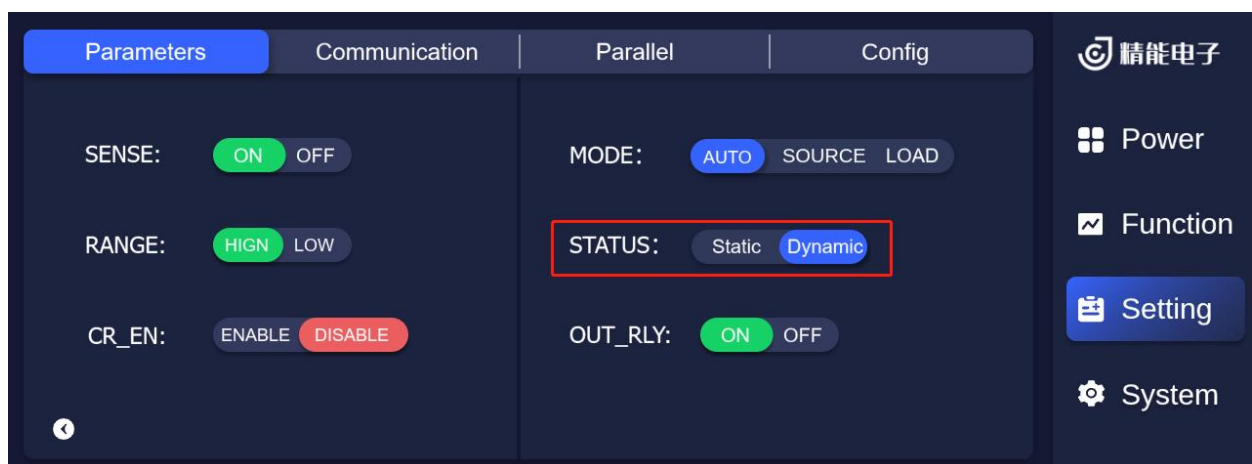 Parameters Communication Parallel Config
SENSE: ON OFF
MODE: AUTO SOURCE LOAD
RANGE: HIGN LOW
STATUS: Static Dynamic
CR_EN: ENABLE DISABLE
OUT_RLY: ON OFF
精能电子
Power
Function
Setting
System